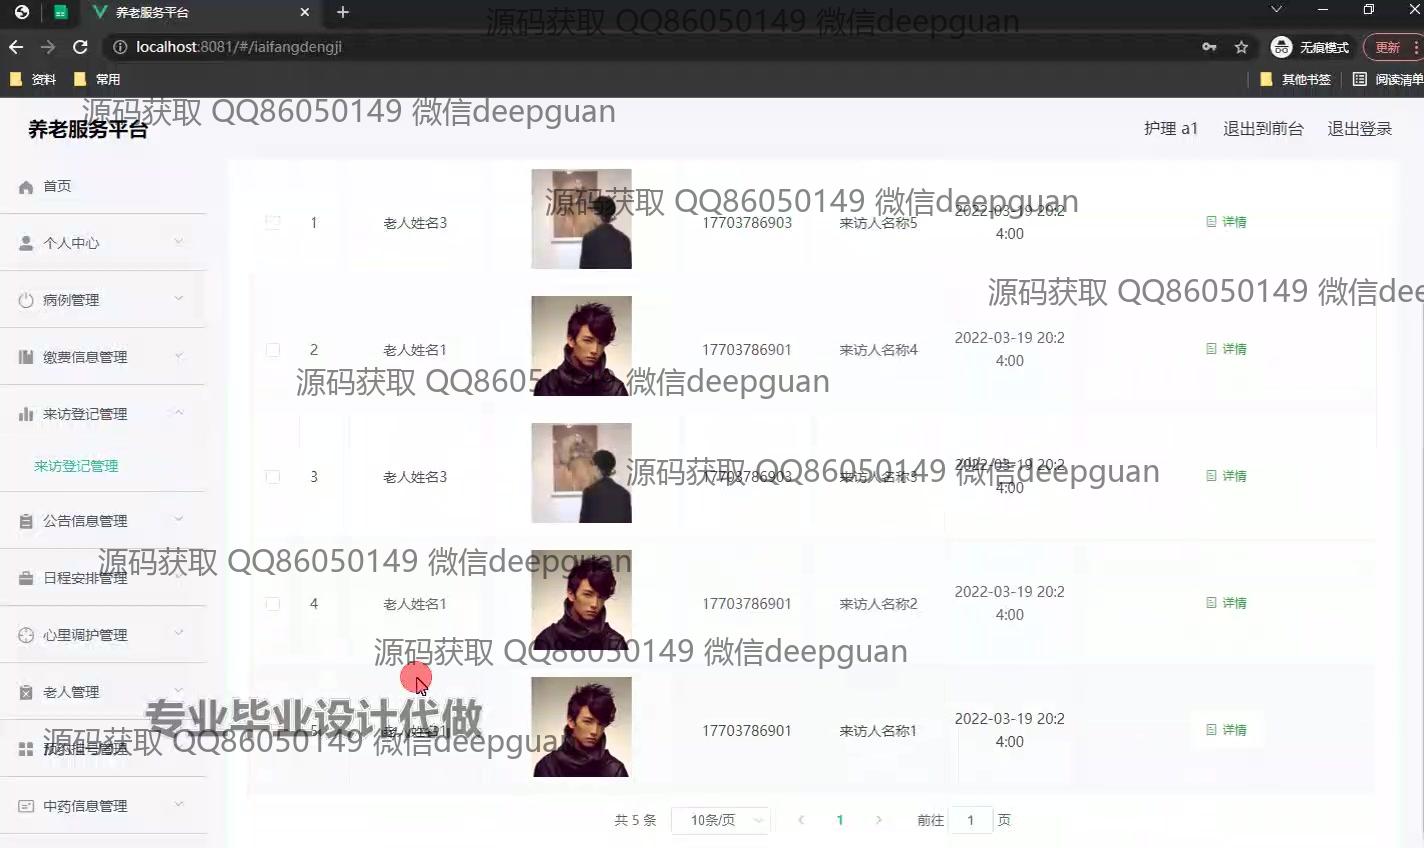 养老服务平台
localhost:8081/#/iaifangdengji
无痕模式
更新
资料
常用
其他书签
阅读清单
源码获取 QQ86050149 微信deepguan
源码获取 QQ86050149 微信deepguan
养老服务平台
护理 a1
退出到前台
退出登录
首页
个人中心
病例管理
缴费信息管理
来访登记管理
来访登记管理
公告信息管理
日程安排管理
心里调护管理
老人管理
中药信息管理
1 老人姓名3 17703786903 来访人名称5 2022-03-19 20:2
4:00 详情
源码获取 QQ86050149 微信deepguan
源码获取 QQ86050149 微信dee
2 老人姓名1 17703786901 来访人名称4 2022-03-19 20:2
4:00 详情
源码获取 QQ86050149 微信deepguan
3 老人姓名3 17703786903 来访人名称3 2022-03-19 20:2
4:00 详情
源码获取 QQ86050149 微信deepguan
源码获取 QQ86050149 微信deepguan
4 老人姓名1 17703786901 来访人名称2 2022-03-19 20:2
4:00 详情
源码获取 QQ86050149 微信deepguan
专业毕业设计代做
5 老人姓名1 17703786901 来访人名称1 2022-03-19 20:2
4:00 详情
源码获取 QQ86050149 微信deepguan
共 5 条 10条/页 1 前往 1 页